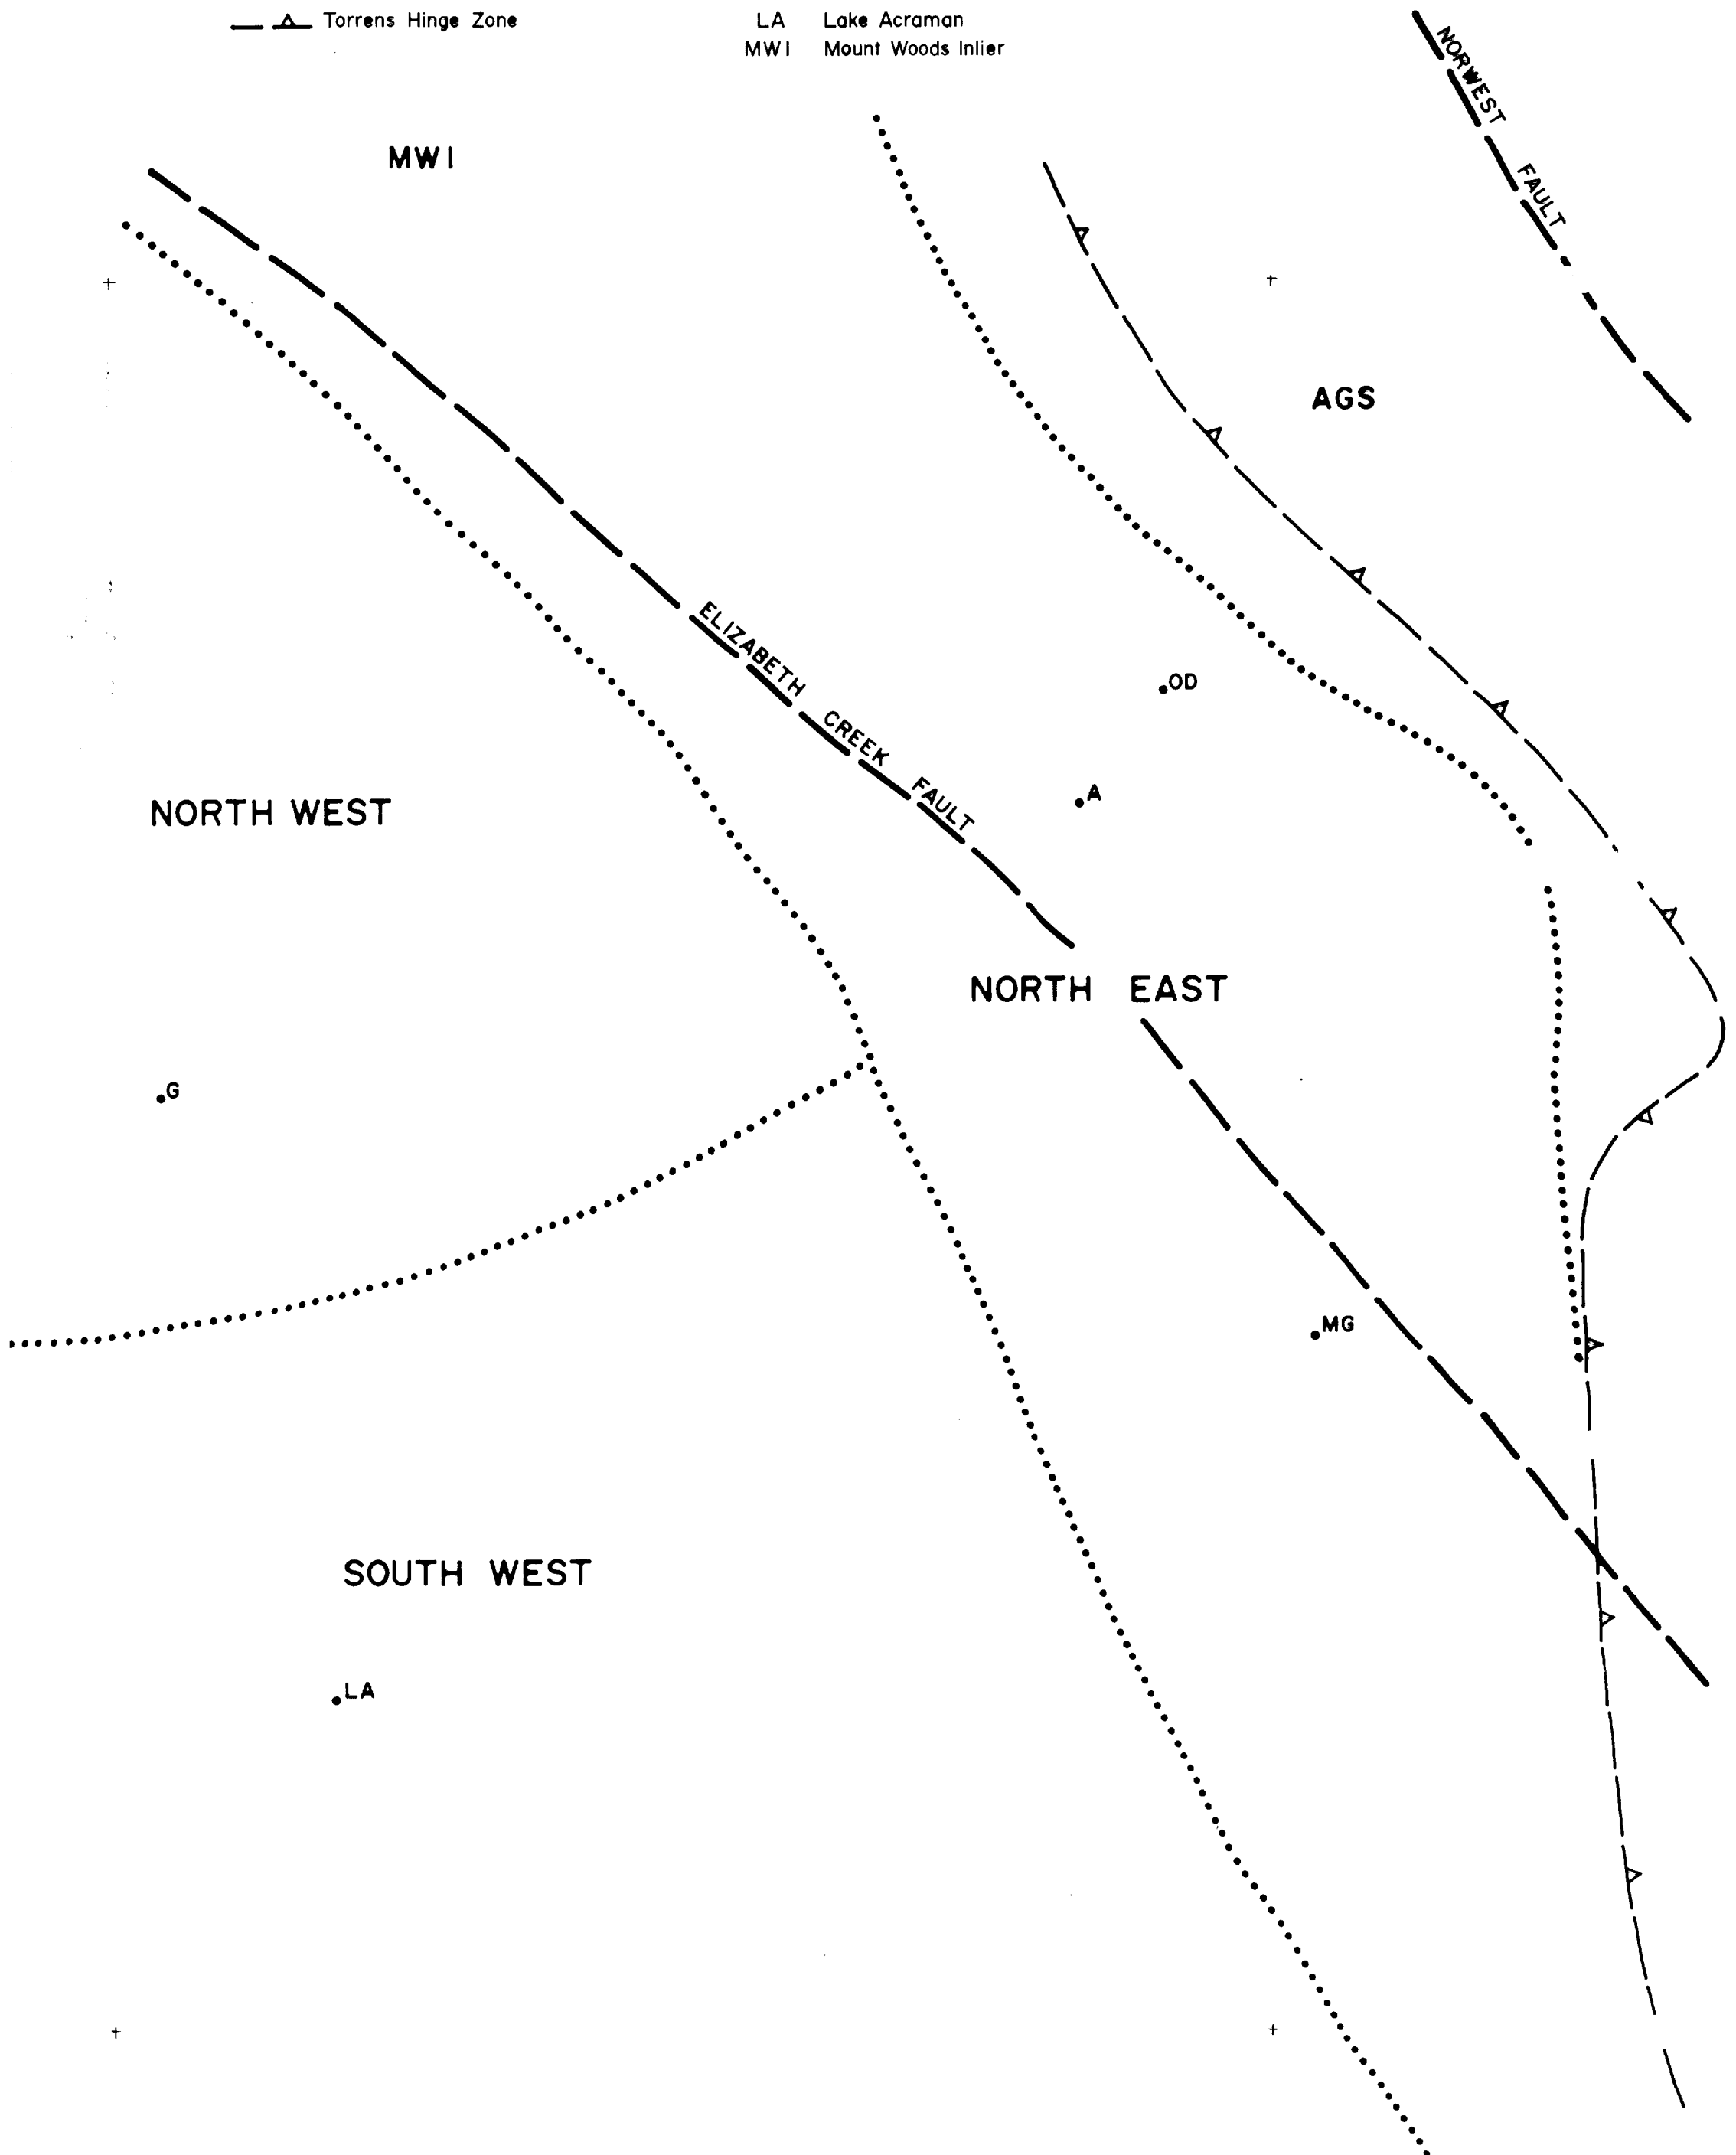 Torrens Hinge Zone
LA Lake Acraman
MWI Mount Woods Inlier
NORWEST FAULT
MWI
AGS
ELIZABETH CREEK FAULT
OD
A
NORTH WEST
NORTH EAST
G
MG
SOUTH WEST
LA